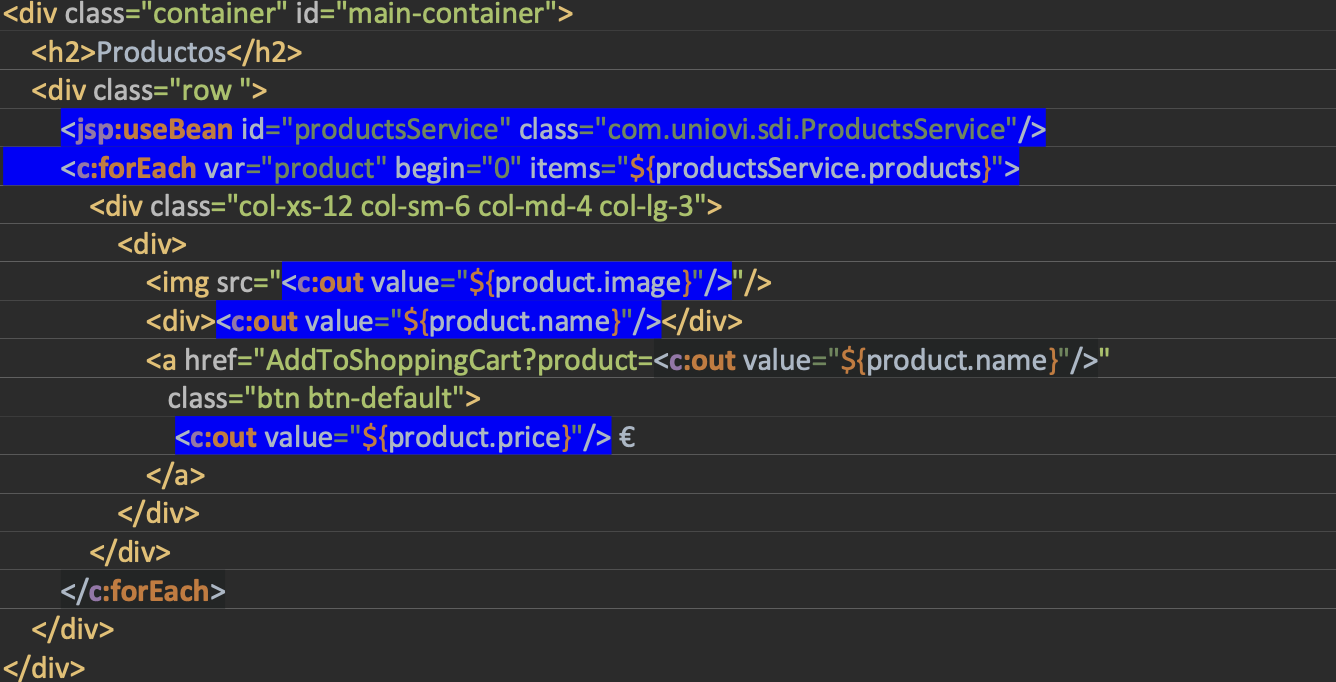 <div class="container" id="main-container">
<h2>Productos</h2>
<div class="row ">
<jsp:useBean id="productsService" class="com.uniovi.sdi.ProductsService"/>
<c:forEach var="product" begin="0" items="${productsService.products}">
<div class="col-xs-12 col-sm-6 col-md-4 col-lg-3">
<div>
<img src="<c:out value="${product.image}"/>"/>
<div><c:out value="${product.name}"/></div>
<a href="AddToShoppingCart?product=<c:out value="${product.name}"/>"
class="btn btn-default">
<c:out value="${product.price}"/> €
</a>
</div>
</div>
</c:forEach>
</div>
</div>